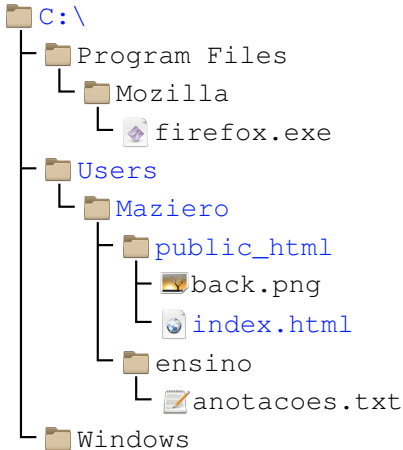 C:\
Program Files
Mozilla
firefox.exe
Users
Maziero
public_html
back.png
index.html
ensino
anotacoes.txt
Windows